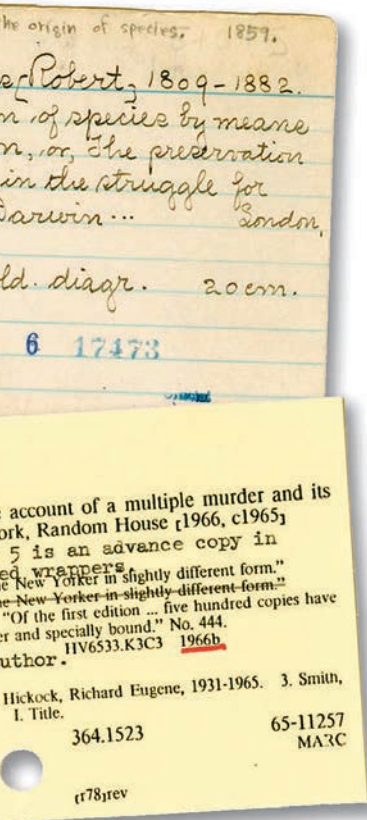 the origin of species. 1859.
s [Robert] 1809-1882.
n of species by means
n, or, The preservation
in the struggle for
Darwin... London,
ld. diagr. 20 cm.
6 17473
account of a multiple murder and its
ork, Random House [1966, c1965]
5 is an advance copy in
ed wrappers.
e New Yorker in slightly different form."
he New Yorker in slightly different form."
"Of the first edition ... five hundred copies have
er and specially bound." No. 444.
HV6533.K3C3 1966b
uthor.
Hickock, Richard Eugene, 1931-1965. 3. Smith,
I. Title.
364.1523 65-11257
MARC
[r78]rev